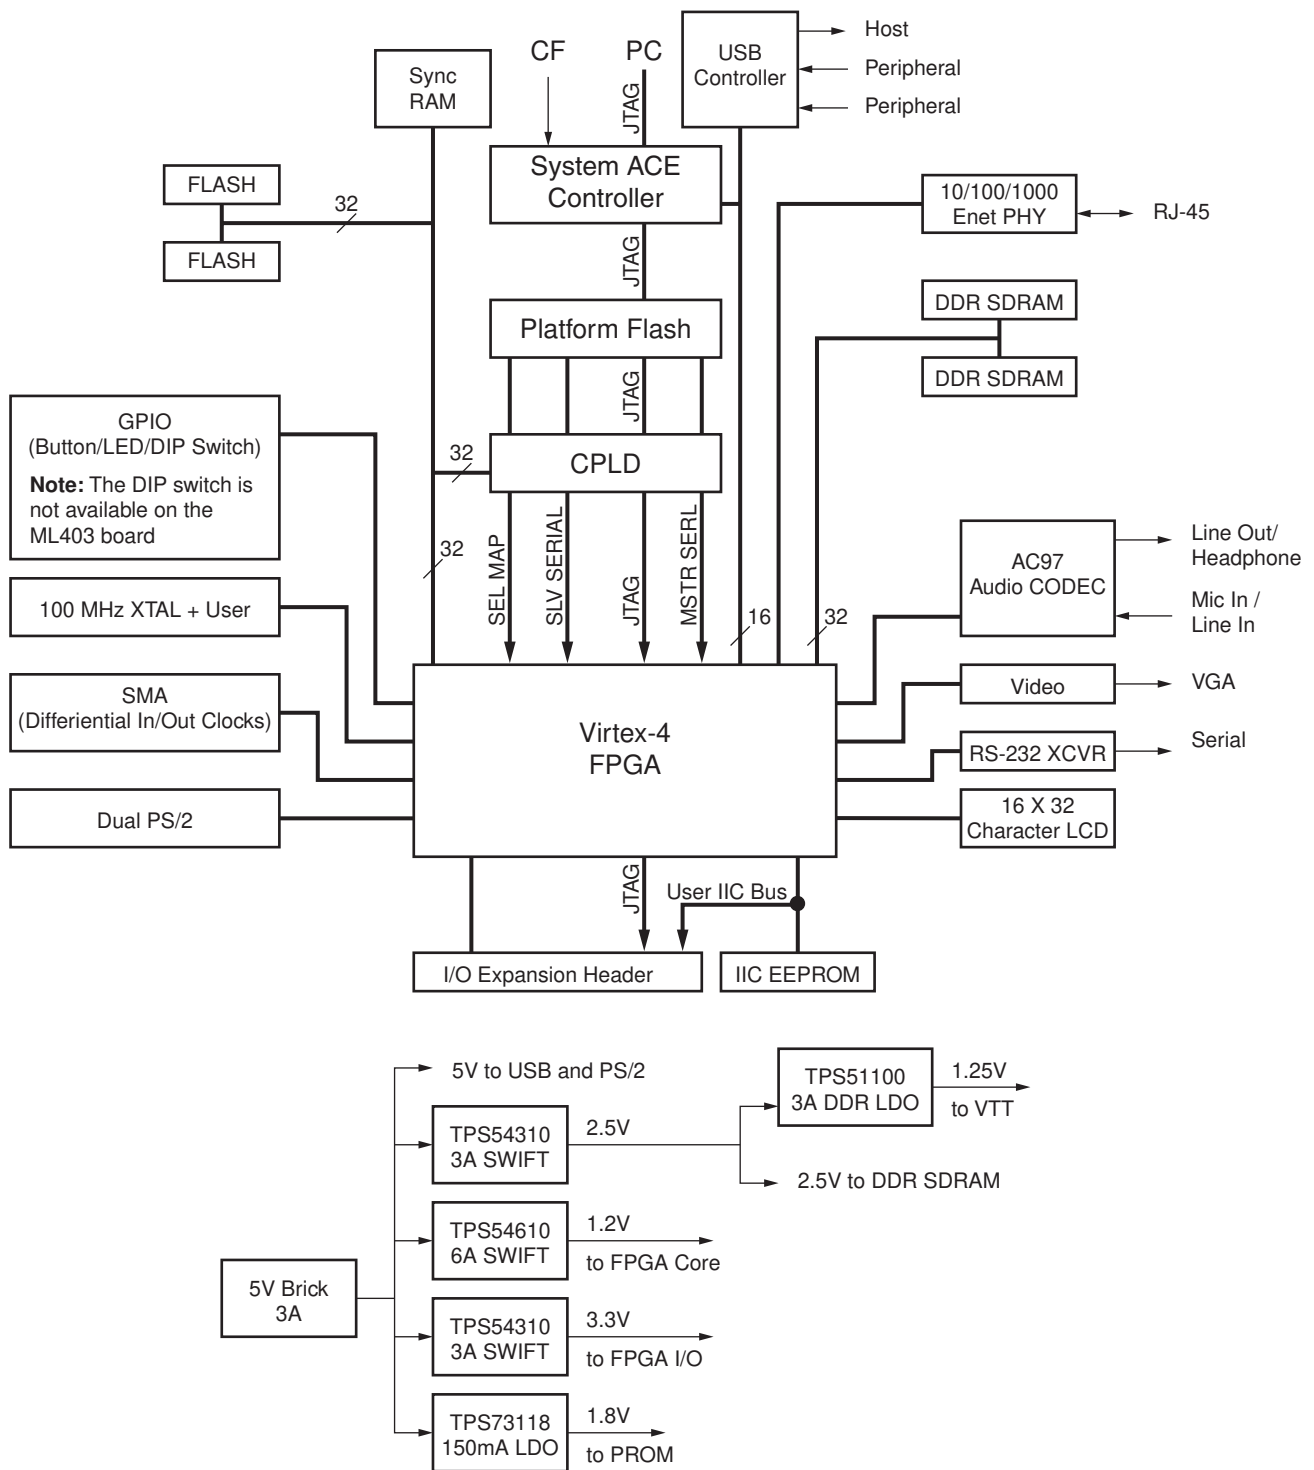 CF
PC
Sync
RAM
JTAG
USB
Controller
Host
Peripheral
Peripheral
System ACE
Controller
FLASH
32
FLASH
10/100/1000
Enet PHY
RJ-45
JTAG
Platform Flash
DDR SDRAM
DDR SDRAM
JTAG
GPIO
(Button/LED/DIP Switch)
Note: The DIP switch is
not available on the
ML403 board
32
CPLD
32
SEL MAP
SLV SERIAL
JTAG
MSTR SERL
16
32
AC97
Audio CODEC
Line Out/
Headphone
Mic In /
Line In
100 MHz XTAL + User
SMA
(Differiential In/Out Clocks)
Dual PS/2
Virtex-4
FPGA
Video
VGA
RS-232 XCVR
Serial
16 X 32
Character LCD
JTAG
User IIC Bus
I/O Expansion Header
IIC EEPROM
5V to USB and PS/2
TPS54310
3A SWIFT
2.5V
TPS51100
3A DDR LDO
1.25V
to VTT
2.5V to DDR SDRAM
TPS54610
6A SWIFT
1.2V
to FPGA Core
5V Brick
3A
TPS54310
3A SWIFT
3.3V
to FPGA I/O
TPS73118
150mA LDO
1.8V
to PROM